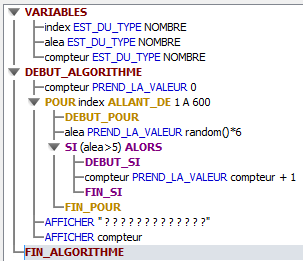 VARIABLES
index EST_DU_TYPE NOMBRE
alea EST_DU_TYPE NOMBRE
compteur EST_DU_TYPE NOMBRE
DEBUT_ALGORITHME
compteur PREND_LA_VALEUR 0
POUR index ALLANT_DE 1 A 600
DEBUT_POUR
alea PREND_LA_VALEUR random()*6
SI (alea>5) ALORS
DEBUT_SI
compteur PREND_LA_VALEUR compteur + 1
FIN_SI
FIN_POUR
AFFICHER " ? ? ? ? ? ? ? ? ? ? ? ? ?"
AFFICHER compteur
FIN_ALGORITHME